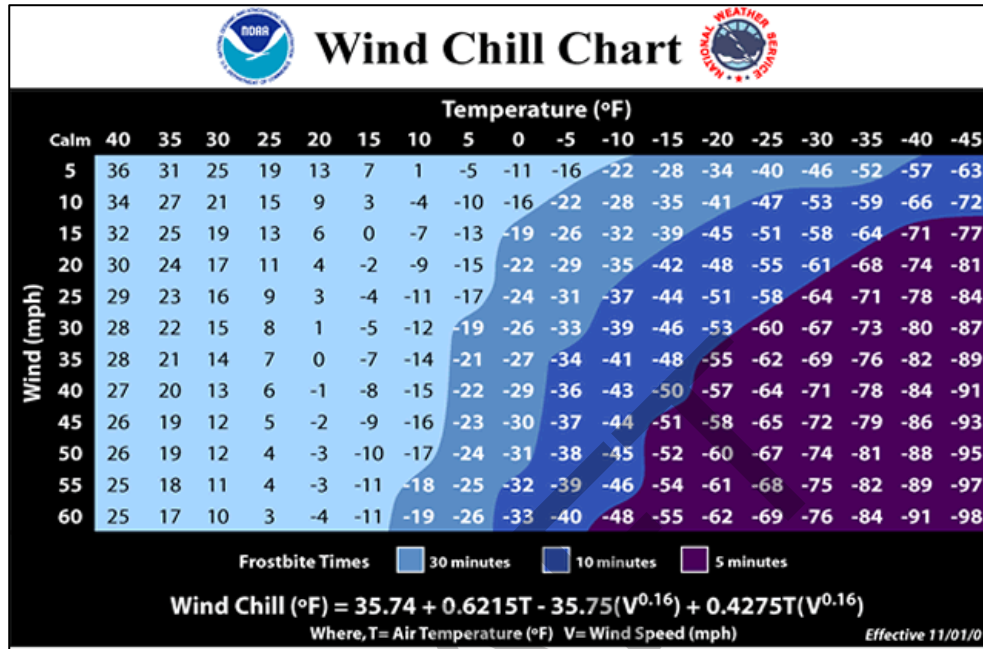 NOAA
Wind Chill Chart
NATIONAL WEATHER SERVICE
Temperature (ºF)
Calm 40 35 30 25 20 15 10 5 0 -5 -10 -15 -20 -25 -30 -35 -40 -45
Wind (mph)
5 36 31 25 19 13 7 1 -5 -11 -16 -22 -28 -34 -40 -46 -52 -57 -63
10 34 27 21 15 9 3 -4 -10 -16 -22 -28 -35 -41 -47 -53 -59 -66 -72
15 32 25 19 13 6 0 -7 -13 -19 -26 -32 -39 -45 -51 -58 -64 -71 -77
20 30 24 17 11 4 -2 -9 -15 -22 -29 -35 -42 -48 -55 -61 -68 -74 -81
25 29 23 16 9 3 -4 -11 -17 -24 -31 -37 -44 -51 -58 -64 -71 -78 -84
30 28 22 15 8 1 -5 -12 -19 -26 -33 -39 -46 -53 -60 -67 -73 -80 -87
35 28 21 14 7 0 -7 -14 -21 -27 -34 -41 -48 -55 -62 -69 -76 -82 -89
40 27 20 13 6 -1 -8 -15 -22 -29 -36 -43 -50 -57 -64 -71 -78 -84 -91
45 26 19 12 5 -2 -9 -16 -23 -30 -37 -44 -51 -58 -65 -72 -79 -86 -93
50 26 19 12 4 -3 -10 -17 -24 -31 -38 -45 -52 -60 -67 -74 -81 -88 -95
55 25 18 11 4 -3 -11 -18 -25 -32 -39 -46 -54 -61 -68 -75 -82 -89 -97
60 25 17 10 3 -4 -11 -19 -26 -33 -40 -48 -55 -62 -69 -76 -84 -91 -98
Frostbite Times 30 minutes 10 minutes 5 minutes
Wind Chill (ºF) = 35.74 + 0.6215T - 35.75(V^0.16) + 0.4275T(V^0.16)
Where, T= Air Temperature (ºF) V= Wind Speed (mph)
Effective 11/01/0